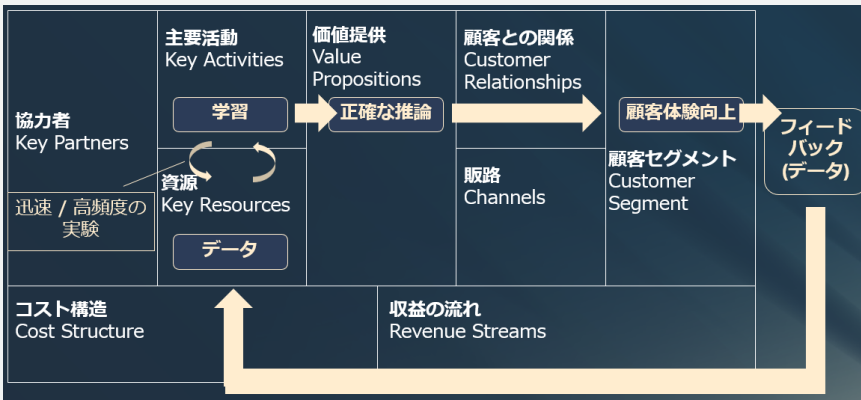 協力者
Key Partners
迅速 / 高頻度の
実験
主要活動
Key Activities
学習
資源
Key Resources
データ
価値提供
Value
Propositions
正確な推論
顧客との関係
Customer
Relationships
販路
Channels
顧客体験向上
顧客セグメント
Customer
Segment
フィード
バック
(データ)
コスト構造
Cost Structure
収益の流れ
Revenue Streams